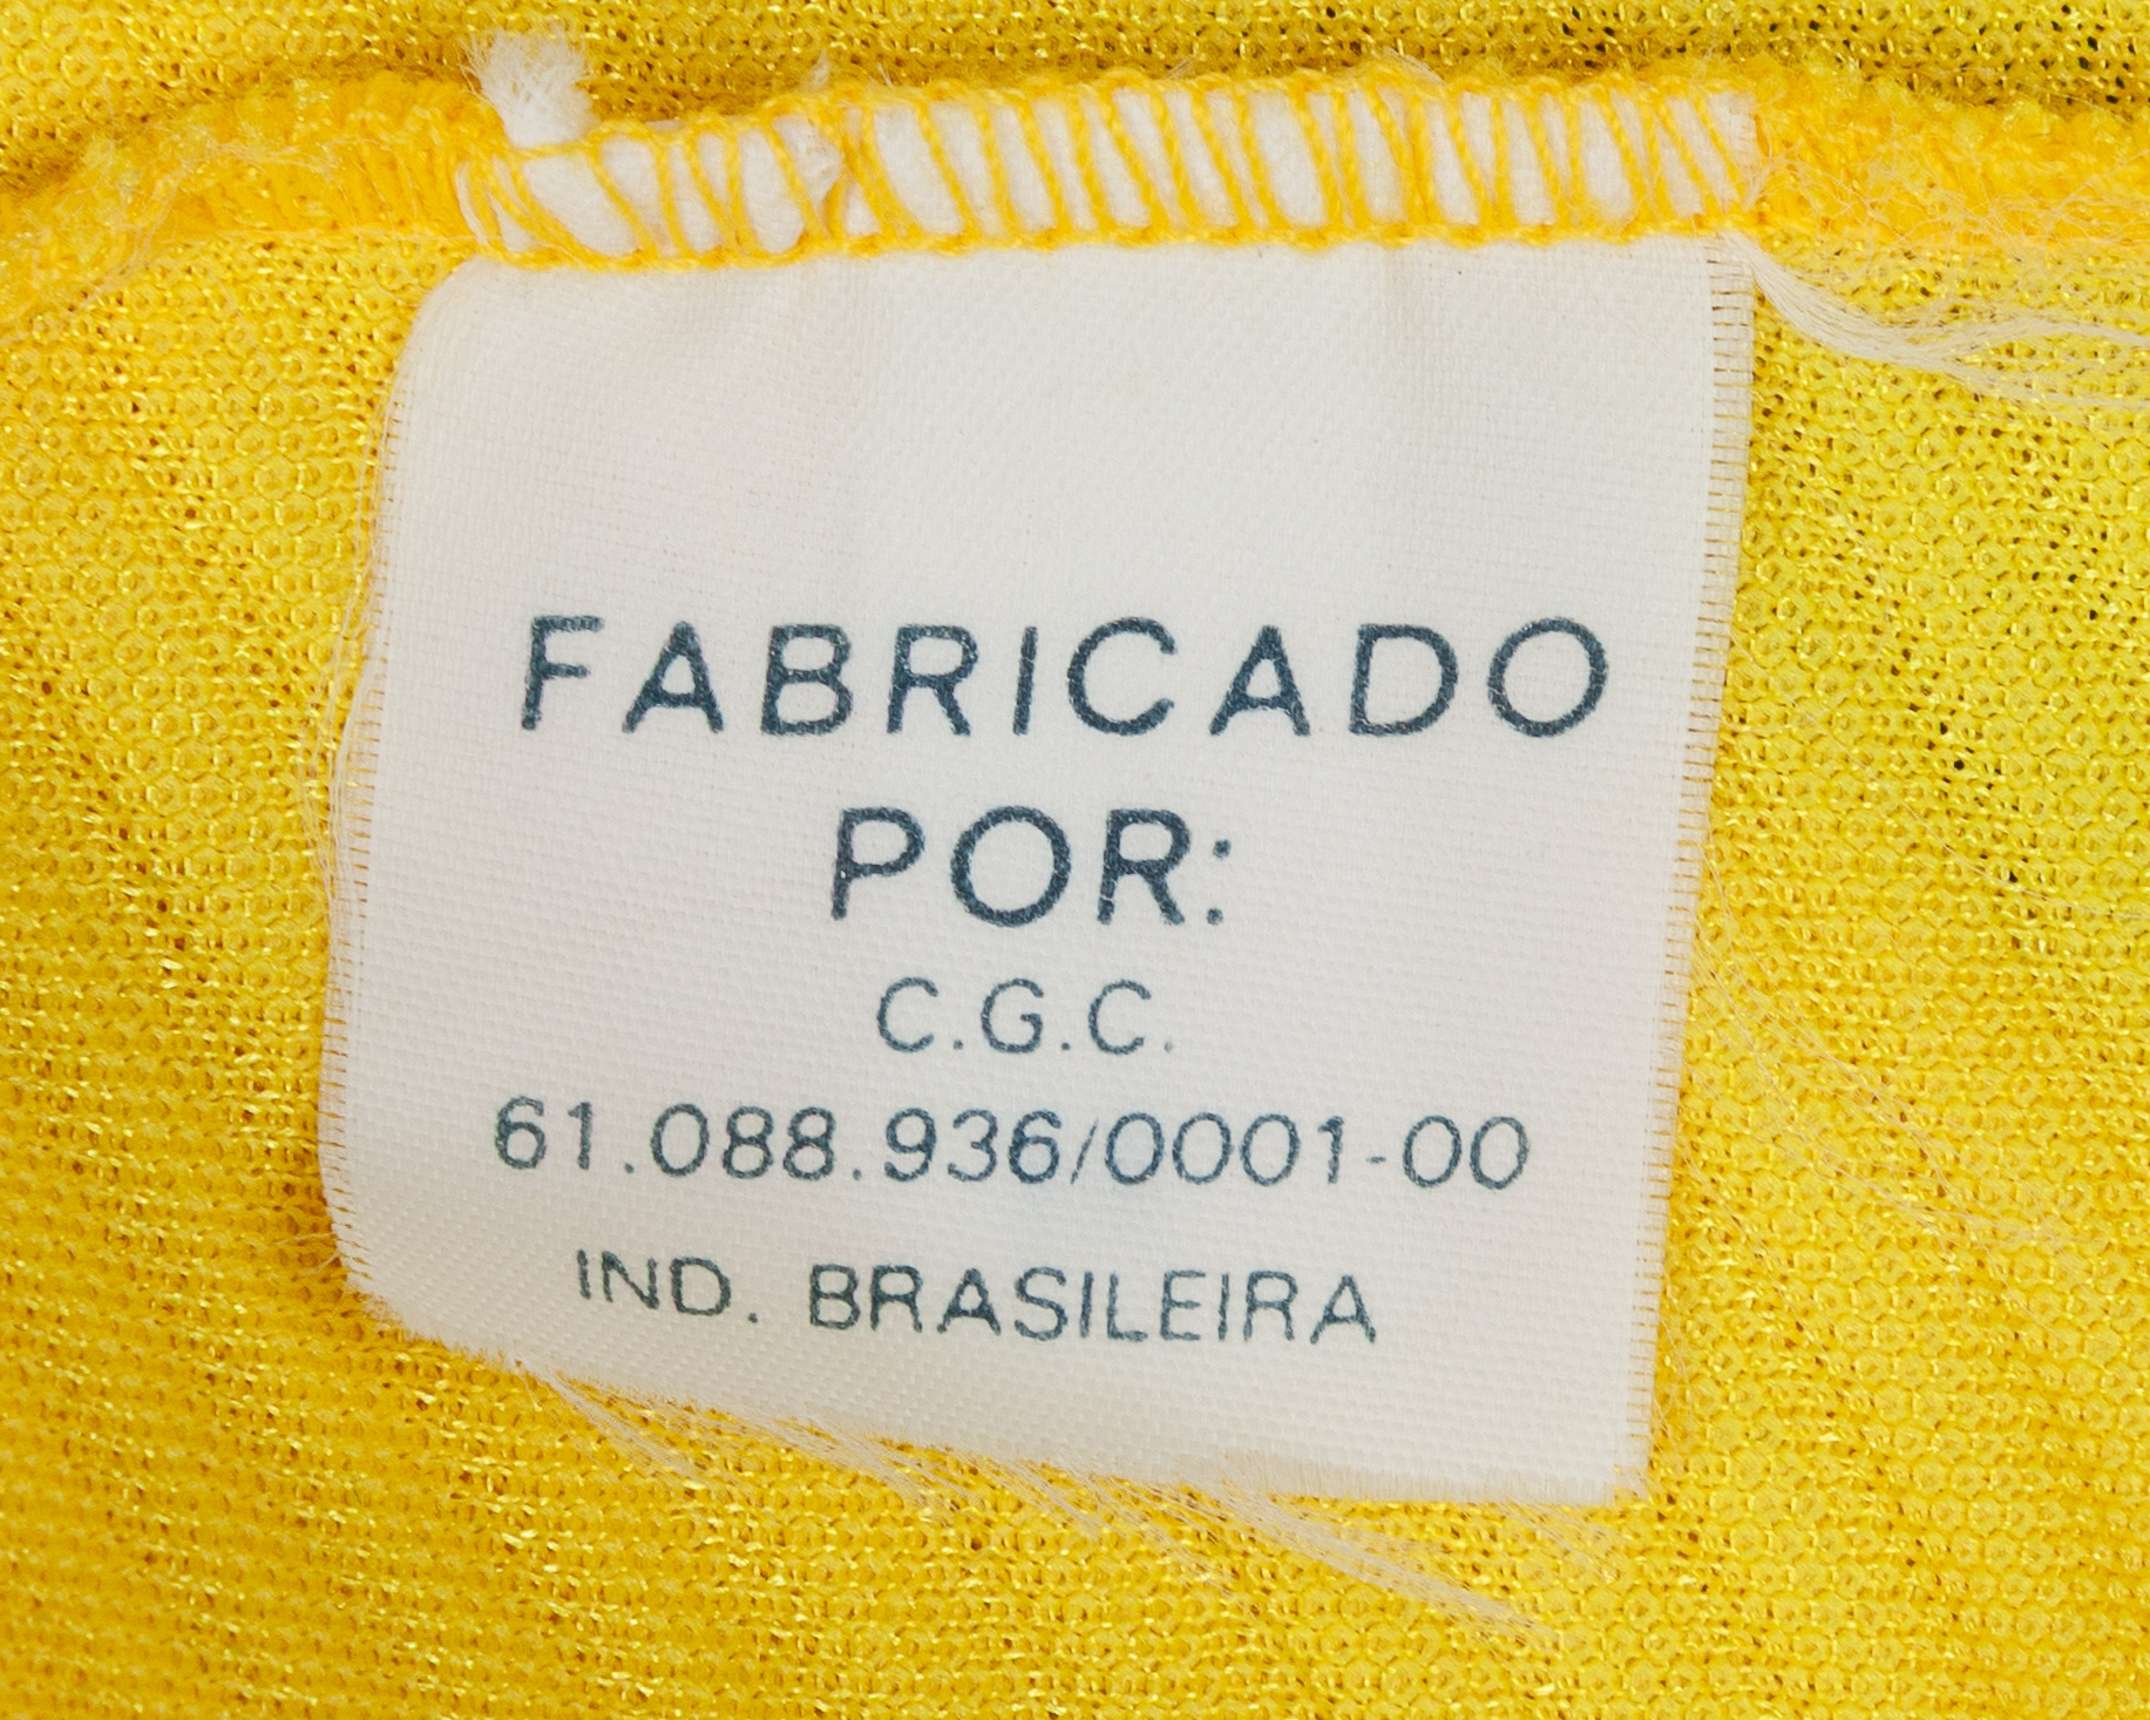 FABRICADO
POR:
C.G.C.
61.088.936/0001-00
IND. BRASILEIRA